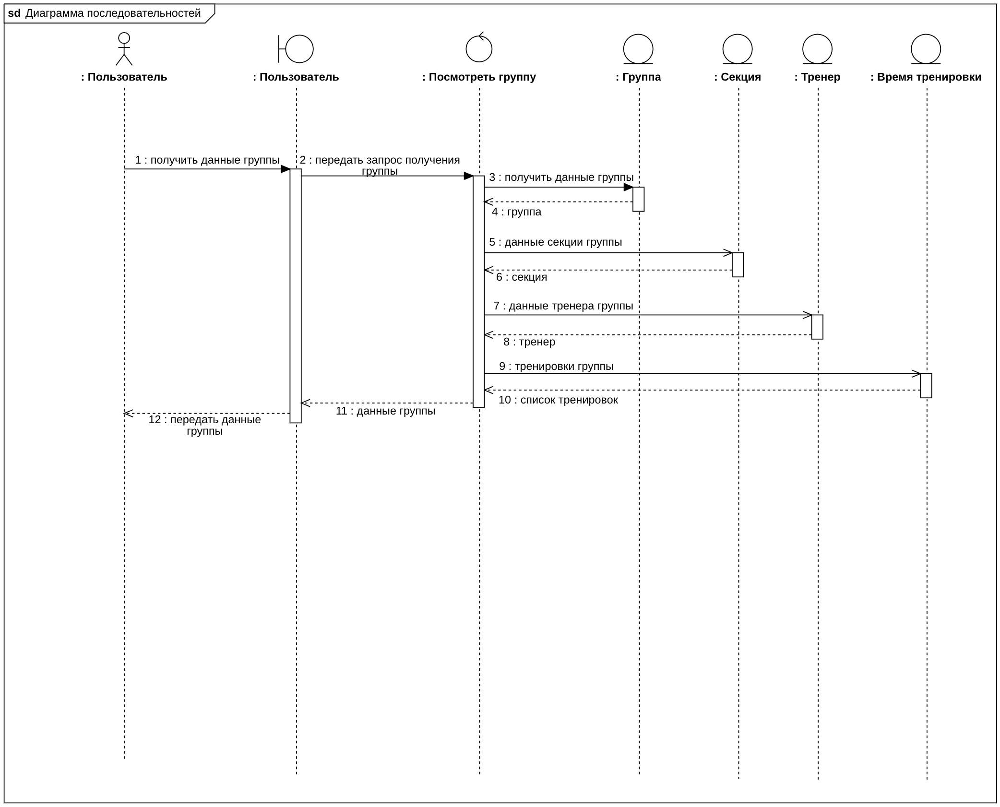 sd Диаграмма последовательностей
: Пользователь
: Пользователь
: Посмотреть группу
: Группа
: Секция
: Тренер
: Время тренировки
1 : получить данные группы
2 : передать запрос получения
группы
3 : получить данные группы
4 : группа
5 : данные секции группы
6 : секция
7 : данные тренера группы
8 : тренер
9 : тренировки группы
10 : список тренировок
11 : данные группы
12 : передать данные
группы